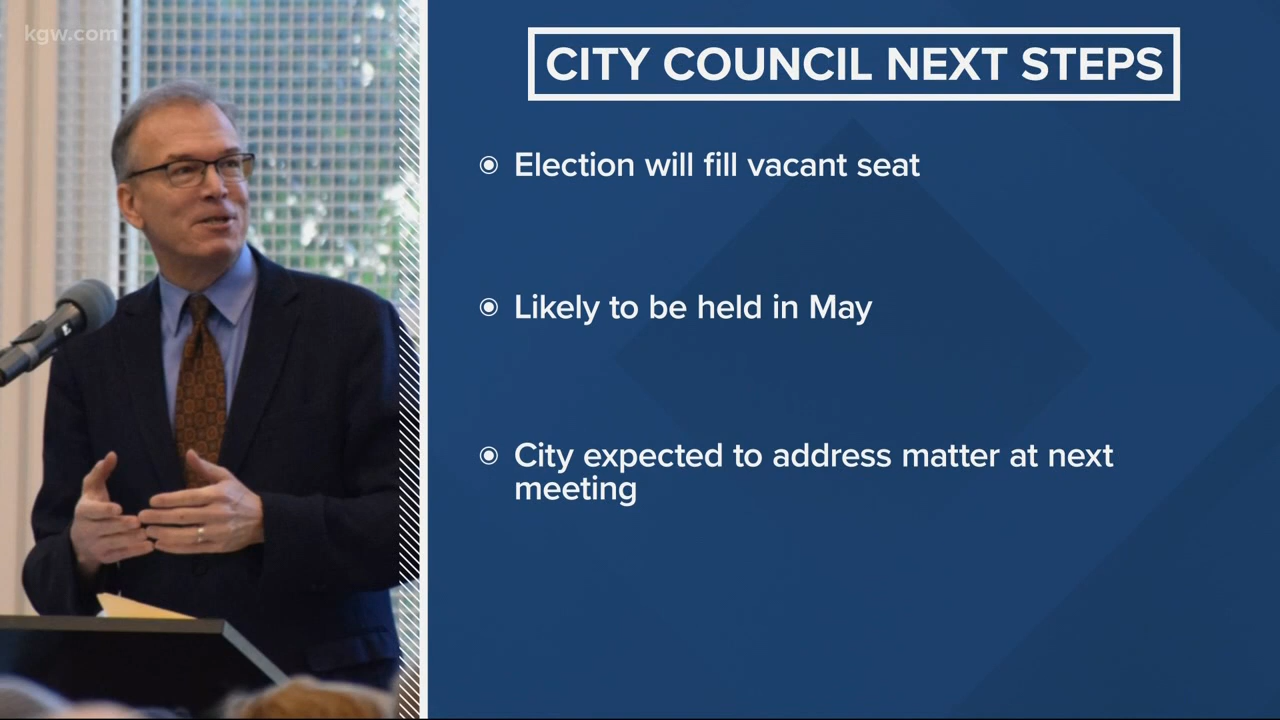 kgw.com
CITY COUNCIL NEXT STEPS
Election will fill vacant seat
Likely to be held in May
City expected to address matter at next
meeting